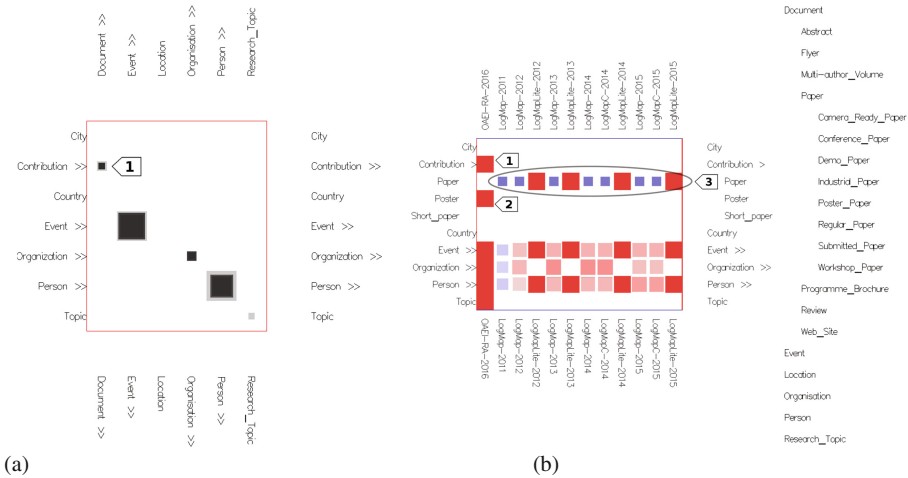 Document >>
Event >>
Location
Organisation >>
Person >>
Research_Topic
City
Contribution >>
Country
Event >>
Organization >>
Person >>
Topic
1
City
Contribution >>
Country
Event >>
Organization >>
Person >>
Topic
Document >>
Event >>
Location
Organisation >>
Person >>
Research_Topic
(a)
OAEI-RA-2016
LogMap-2011
LogMap-2012
LogMapLite-2012
LogMap-2013
LogMapLite-2013
LogMap-2014
LogMapC-2014
LogMapLite-2014
LogMap-2015
LogMapC-2015
LogMapLite-2015
City
Contribution >
Paper
Poster
Short_paper
Country
Event >>
Organization >>
Person >>
Topic
1
2
3
City
Contribution >
Paper
Poster
Short_paper
Country
Event >>
Organization >>
Person >>
Topic
OAEI-RA-2016
LogMap-2011
LogMap-2012
LogMapLite-2012
LogMap-2013
LogMapLite-2013
LogMap-2014
LogMapC-2014
LogMapLite-2014
LogMap-2015
LogMapC-2015
LogMapLite-2015
(b)
Document
Abstract
Flyer
Multi-author_Volume
Paper
Camera_Ready_Paper
Conference_Paper
Demo_Paper
Industrial_Paper
Poster_Paper
Regular_Paper
Submitted_Paper
Workshop_Paper
Programme_Brochure
Review
Web_Site
Event
Location
Organisation
Person
Research_Topic